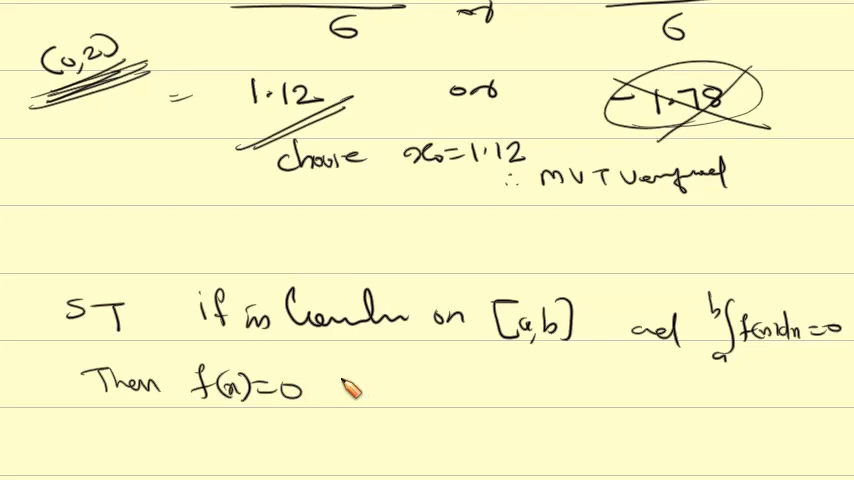 6 or 6
(0,2)
= 1.12 or - 1.78
choose x₀=1.12
∴ MVT Verified
ST if is on [a,b] and ∫ₐᵇ f(x)dx=0
Then f(x)=0